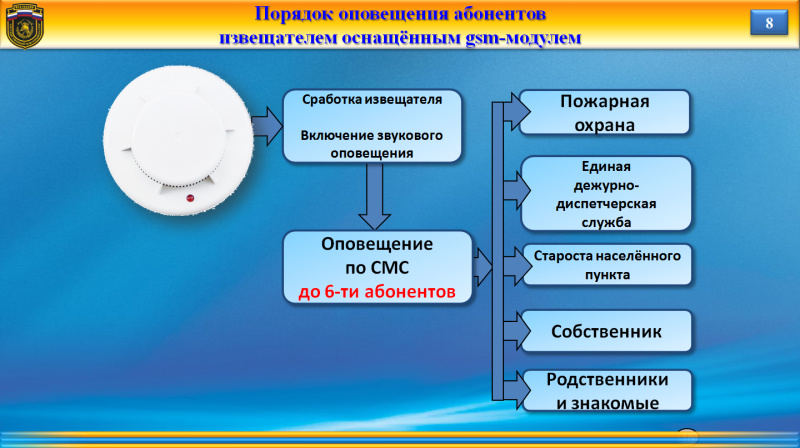 Порядок оповещения абонентов
извещателем оснащённым gsm-модулем
8
Сработка извещателя
Включение звукового
оповещения
Оповещение
по СМС
до 6-ти абонентов
Пожарная
охрана
Единая
дежурно-
диспетчерская
служба
Староста населённого
пункта
Собственник
Родственники
и знакомые